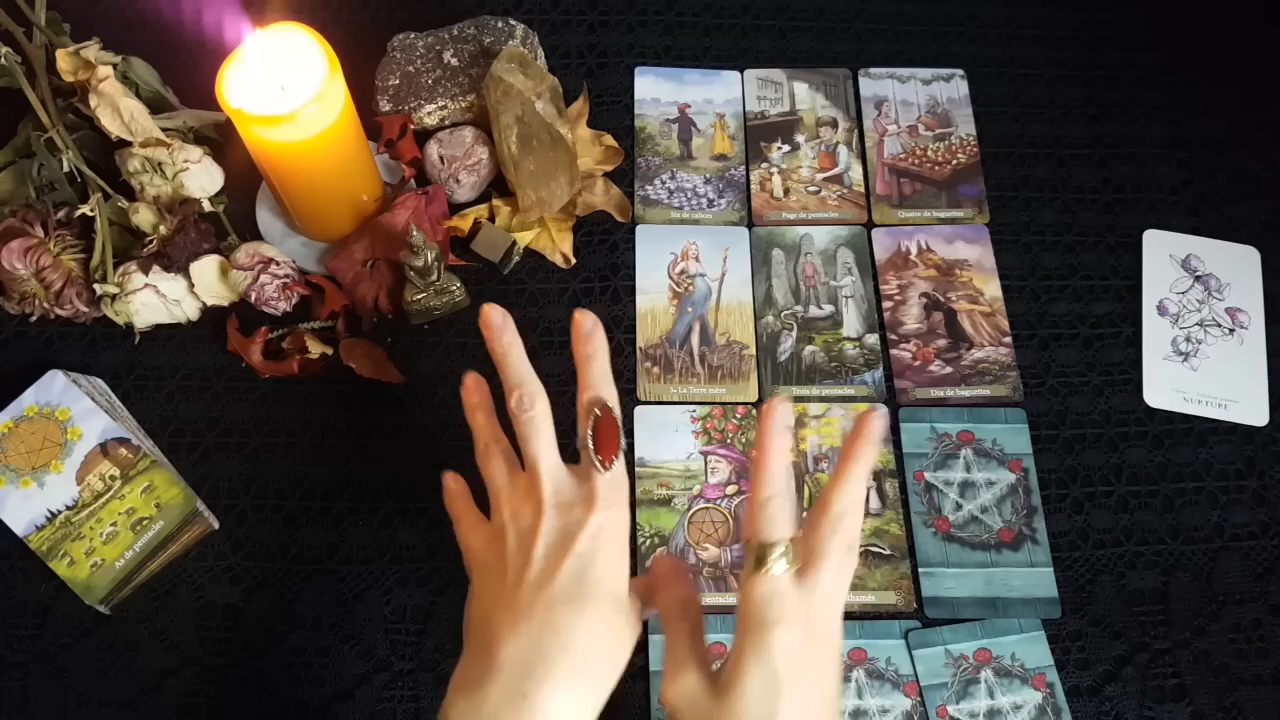 Six de calices
Page de pentacles
Quatre de baguettes
3. La Terre mère
Trois de pentacles
Dix de baguettes
NURTURE
pentacles
As de pentacles